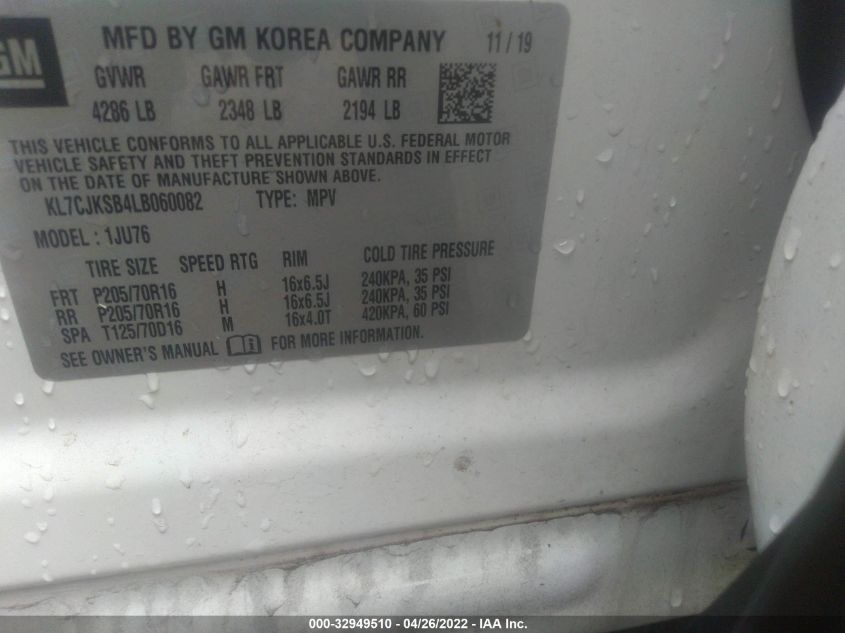 GM
MFD BY GM KOREA COMPANY 11/19
GVWR GAWR FRT GAWR RR
4286 LB 2348 LB 2194 LB
THIS VEHICLE CONFORMS TO ALL APPLICABLE U.S. FEDERAL MOTOR
VEHICLE SAFETY AND THEFT PREVENTION STANDARDS IN EFFECT
ON THE DATE OF MANUFACTURE SHOWN ABOVE.
KL7CJKSB4LB060082 TYPE: MPV
MODEL : 1JU76
TIRE SIZE SPEED RTG RIM COLD TIRE PRESSURE
FRT P205/70R16 H 16x6.5J 240KPA, 35 PSI
RR P205/70R16 H 16x6.5J 240KPA, 35 PSI
SPA T125/70D16 M 16x4.0T 420KPA, 60 PSI
SEE OWNER'S MANUAL FOR MORE INFORMATION.
000-32949510 - 04/26/2022 - IAA Inc.